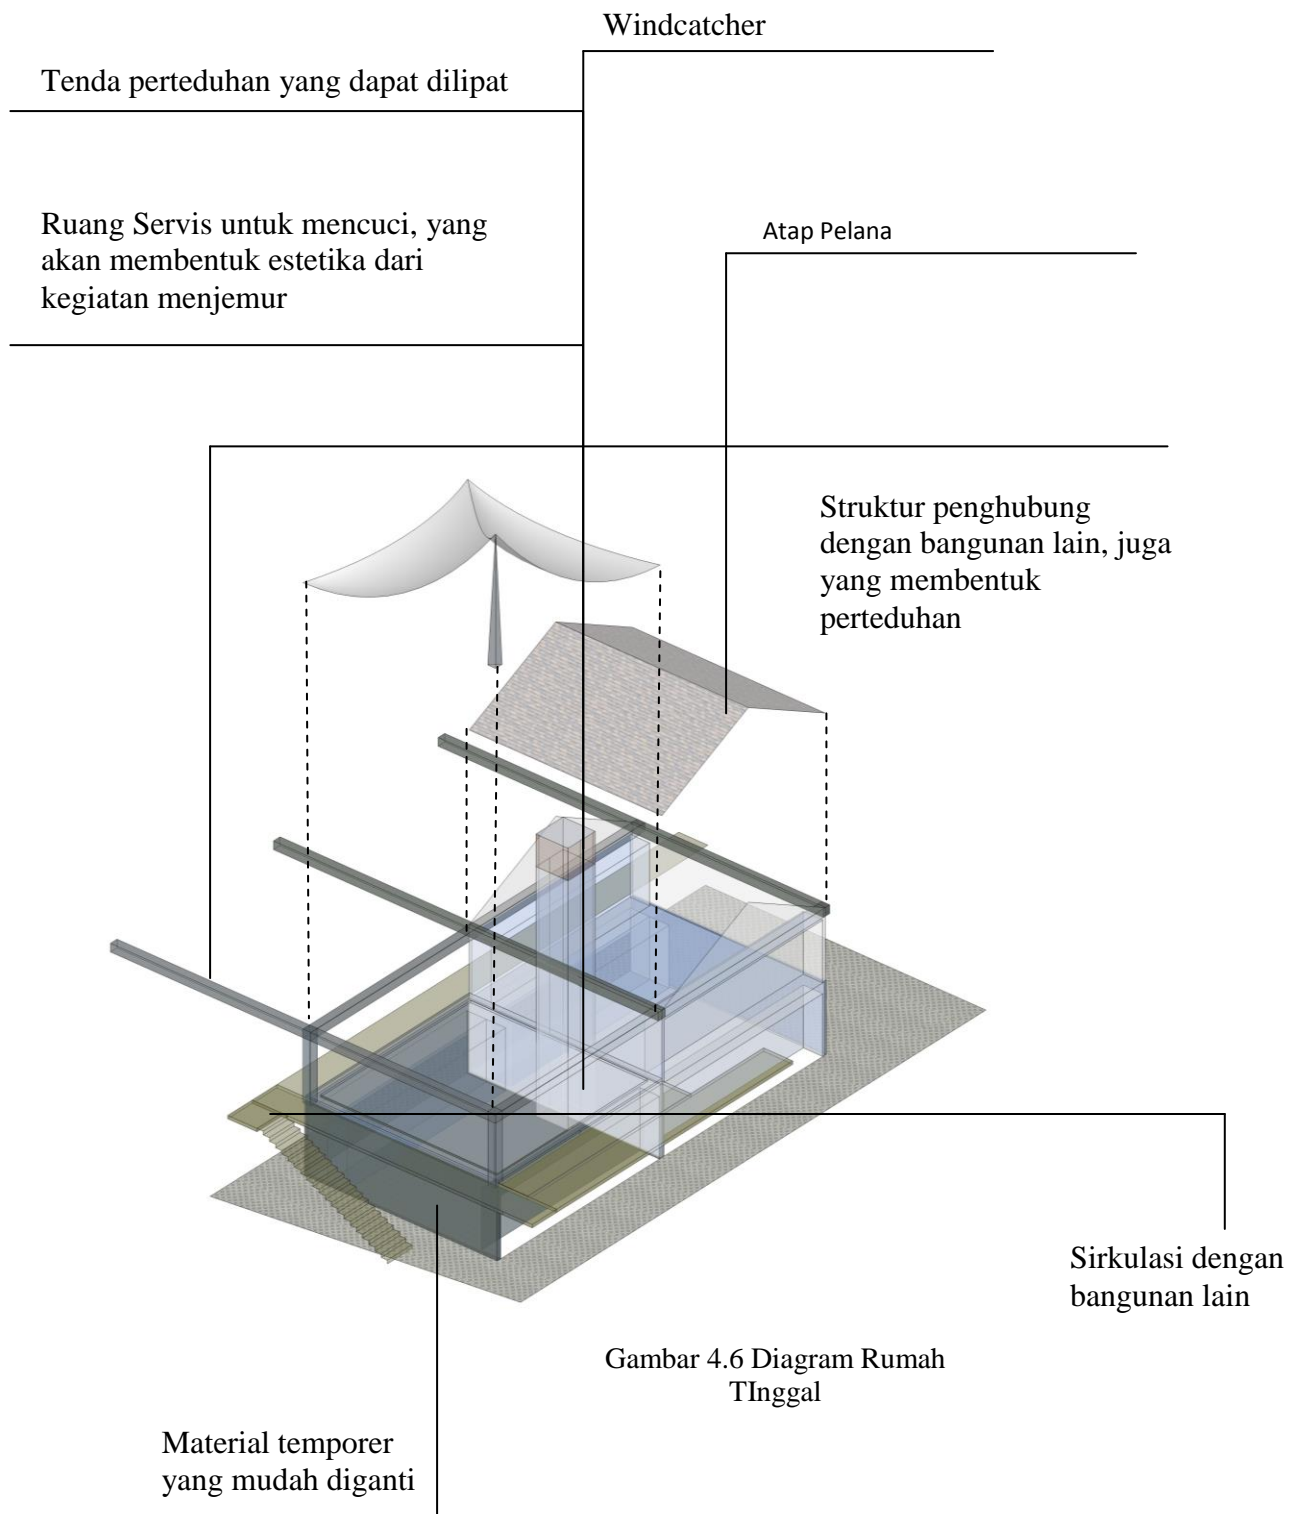 Windcatcher
Tenda perteduhan yang dapat dilipat
Ruang Servis untuk mencuci, yang
akan membentuk estetika dari
kegiatan menjemur
Atap Pelana
Struktur penghubung
dengan bangunan lain, juga
yang membentuk
perteduhan
Sirkulasi dengan
bangunan lain
Gambar 4.6 Diagram Rumah
TInggal
Material temporer
yang mudah diganti